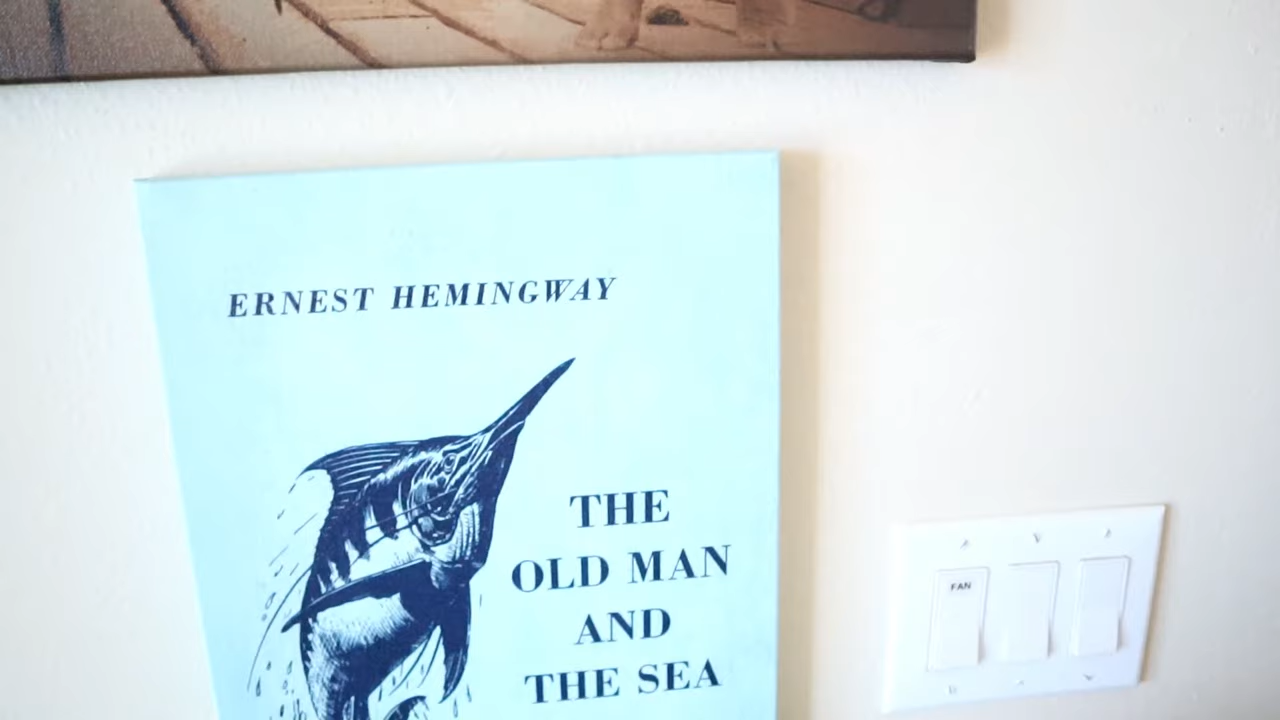 ERNEST HEMINGWAY
THE
OLD MAN
AND
THE SEA
FAN